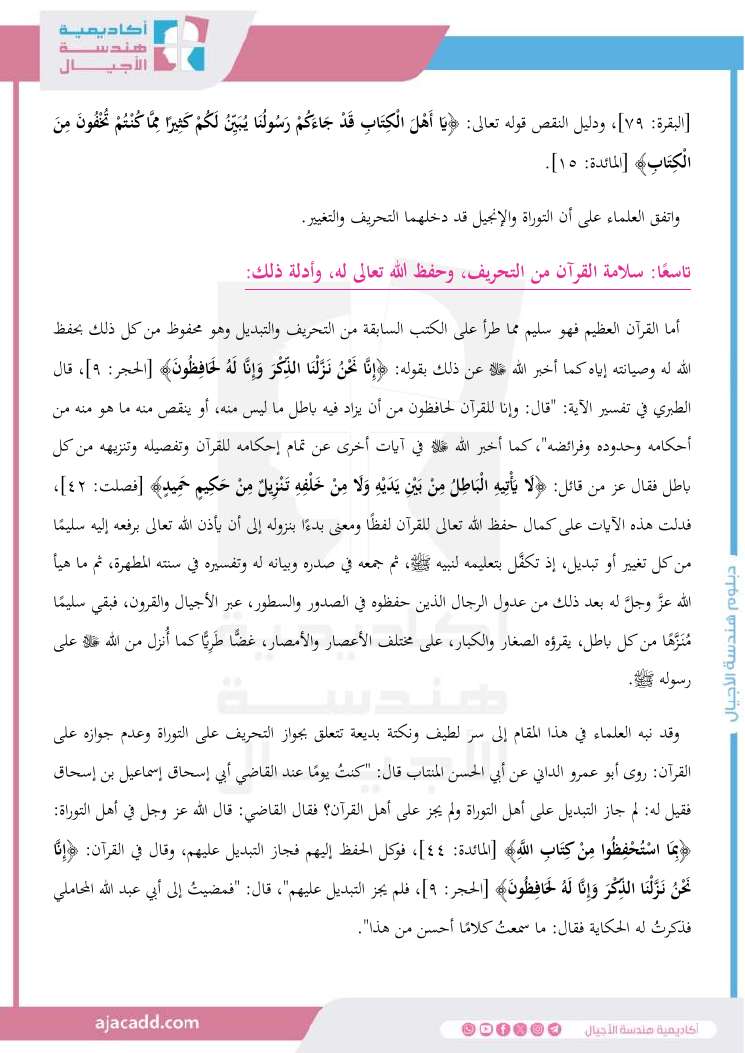 أكاديمية
هندسة
الأجيال
[البقرة: ٧٩]، ودليل النقص قوله تعالى: ﴿يَا أَهْلَ الْكِتَابِ قَدْ جَاءَكُمْ رَسُولُنَا يُبَيِّنُ لَكُمْ كَثِيرًا مِمَّا كُنْتُمْ تُخْفُونَ مِنَ
الْكِتَابِ﴾ [المائدة: ١٥].
واتفق العلماء على أن التوراة والإنجيل قد دخلهما التحريف والتغيير.
تاسعًا: سلامة القرآن من التحريف، وحفظ الله تعالى له، وأدلة ذلك:
أما القرآن العظيم فهو سليم مما طرأ على الكتب السابقة من التحريف والتبديل وهو محفوظ من كل ذلك بحفظ
الله له وصيانته إياه كما أخبر الله ﷻ عن ذلك بقوله: ﴿إِنَّا نَحْنُ نَزَّلْنَا الذِّكْرَ وَإِنَّا لَهُ لَحَافِظُونَ﴾ [الحجر: ٩]، قال
الطبري في تفسير الآية: "قال: وإنا للقرآن لحافظون من أن يزاد فيه باطل ما ليس منه، أو ينقص منه ما هو منه من
أحكامه وحدوده وفرائضه"، كما أخبر الله ﷻ في آيات أخرى عن تمام إحكامه للقرآن وتفصيله وتنزيهه من كل
باطل فقال عز من قائل: ﴿لَا يَأْتِيهِ الْبَاطِلُ مِنْ بَيْنِ يَدَيْهِ وَلَا مِنْ خَلْفِهِ تَنْزِيلٌ مِنْ حَكِيمٍ حَمِيدٍ﴾ [فصلت: ٤٢]،
فدلت هذه الآيات على كمال حفظ الله تعالى للقرآن لفظًا ومعنى بدءًا بنزوله إلى أن يأذن الله تعالى برفعه إليه سليمًا
من كل تغيير أو تبديل، إذ تكفَّل بتعليمه لنبيه ﷺ، ثم جمعه في صدره وبيانه له وتفسيره في سنته المطهرة، ثم ما هيأ
الله عزَّ وجلَّ له بعد ذلك من عدول الرجال الذين حفظوه في الصدور والسطور، عبر الأجيال والقرون، فبقي سليمًا
مُنَزَّهًا من كل باطل، يقرؤه الصغار والكبار، على مختلف الأعصار والأمصار، غضًّا طَرِيًّا كما أُنزل من الله ﷻ على
رسوله ﷺ.
وقد نبه العلماء في هذا المقام إلى سر لطيف ونكتة بديعة تتعلق بجواز التحريف على التوراة وعدم جوازه على
القرآن: روى أبو عمرو الداني عن أبي الحسن المنتاب قال: "كنتُ يومًا عند القاضي أبي إسحاق إسماعيل بن إسحاق
فقيل له: لم جاز التبديل على أهل التوراة ولم يجز على أهل القرآن؟ فقال القاضي: قال الله عز وجل في أهل التوراة:
﴿بِمَا اسْتُحْفِظُوا مِنْ كِتَابِ اللَّهِ﴾ [المائدة: ٤٤]، فوكل الحفظ إليهم فجاز التبديل عليهم، وقال في القرآن: ﴿إِنَّا
نَحْنُ نَزَّلْنَا الذِّكْرَ وَإِنَّا لَهُ لَحَافِظُونَ﴾ [الحجر: ٩]، فلم يجز التبديل عليهم"، قال: "فمضيتُ إلى أبي عبد الله المحاملي
فذكرتُ له الحكاية فقال: ما سمعتُ كلامًا أحسن من هذا".
دبلوم هندسة الأجيال
أكاديمية هندسة الأجيال
ajacadd.com